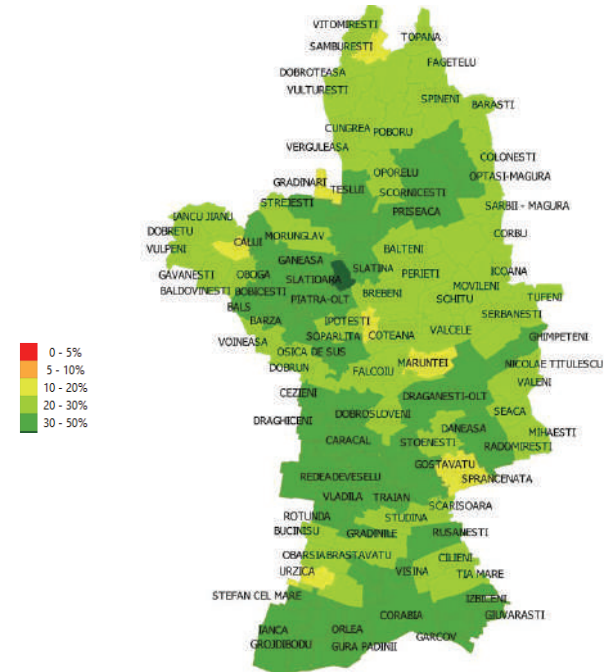 VITOMIRESTI
TOPANA
SAMBURESTI
FAGETELU
DOBROTEASA
VULTURESTI
SPINENI
BARASTI
CUNGREA
POBORU
VERGULEASA
COLONESTI
OPORELU
OPTASI-MAGURA
GRADINARI
TESLUI
SCORNICESTI
STREJESTI
PRISEACA
SARBII - MAGURA
IANCU JIANU
DOBRETU
MORUNGLAV
CORBU
VULPENI
CALUI
BALTENI
GANEASA
SLATINA
GAVANESTI
OBOGA
SLATIOARA
PERIETI
ICOANA
BALDOVINESTI
BOBICESTI
BREBENI
MOVILENI
PIATRA-OLT
SCHITU
TUFENI
BALS
SERBANESTI
BARZA
IPOTESTI
VALCELE
GHIMPETENI
VOINEASA
SOPARLITA
COTEANA
OSICA DE SUS
MARUNTEI
NICOLAE TITULESCU
DOBRUN
FALCOIU
VALENI
CEZIENI
DRAGANESTI-OLT
DRAGHICENI
DOBROSLOVENI
SEACA
DANEASA
MIHAESTI
CARACAL
STOENESTI
RADOMIRESTI
GOSTAVATU
REDEA
DEVESELU
SPRANCENATA
VLADILA
TRAIAN
SCARISOARA
ROTUNDA
STUDINA
BUCINISU
GRADINILE
RUSANESTI
OBARSIA
BRASTAVATU
CILIENI
URZICA
VISINA
TIA MARE
STEFAN CEL MARE
IZBICENI
CORABIA
GIUVARASTI
IANCA
ORLEA
GARCOV
GROJDIBODU
GURA PADINII
0 - 5%
5 - 10%
10 - 20%
20 - 30%
30 - 50%